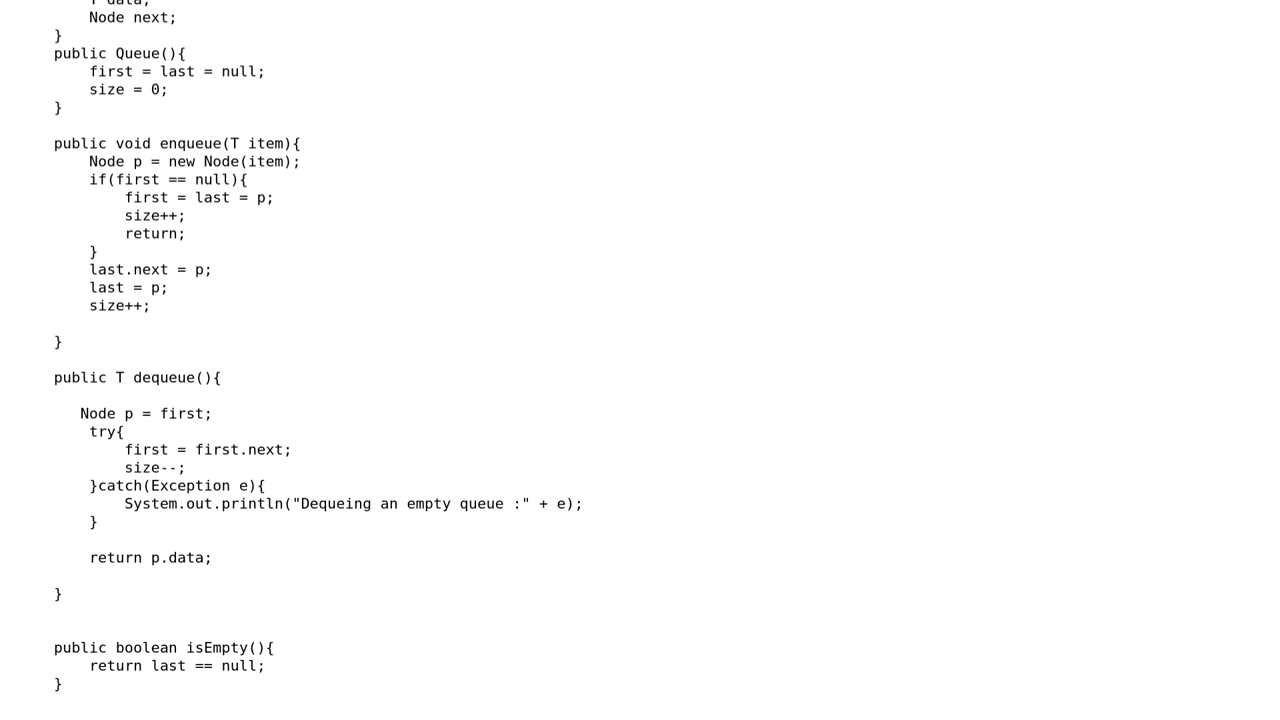 T data;
Node next;
}
public Queue(){
first = last = null;
size = 0;
}
public void enqueue(T item){
Node p = new Node(item);
if(first == null){
first = last = p;
size++;
return;
}
last.next = p;
last = p;
size++;
}
public T dequeue(){
Node p = first;
try{
first = first.next;
size--;
}catch(Exception e){
System.out.println("Dequeing an empty queue :" + e);
}
return p.data;
}
public boolean isEmpty(){
return last == null;
}